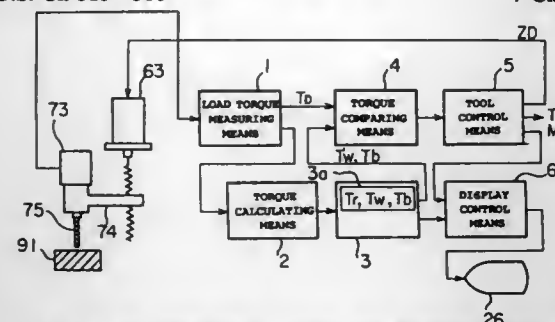 ZD
1
4
5
63
73
LOAD TORQUE
MEASURING
MEANS
TD
TORQUE
COMPARING
MEANS
TOOL
CONTROL
MEANS
T
M
Tw, Tb
3a
6
TORQUE
CALCULATING
MEANS
Tr, Tw, Tb
DISPLAY
CONTROL
MEANS
75
74
91
2
3
26